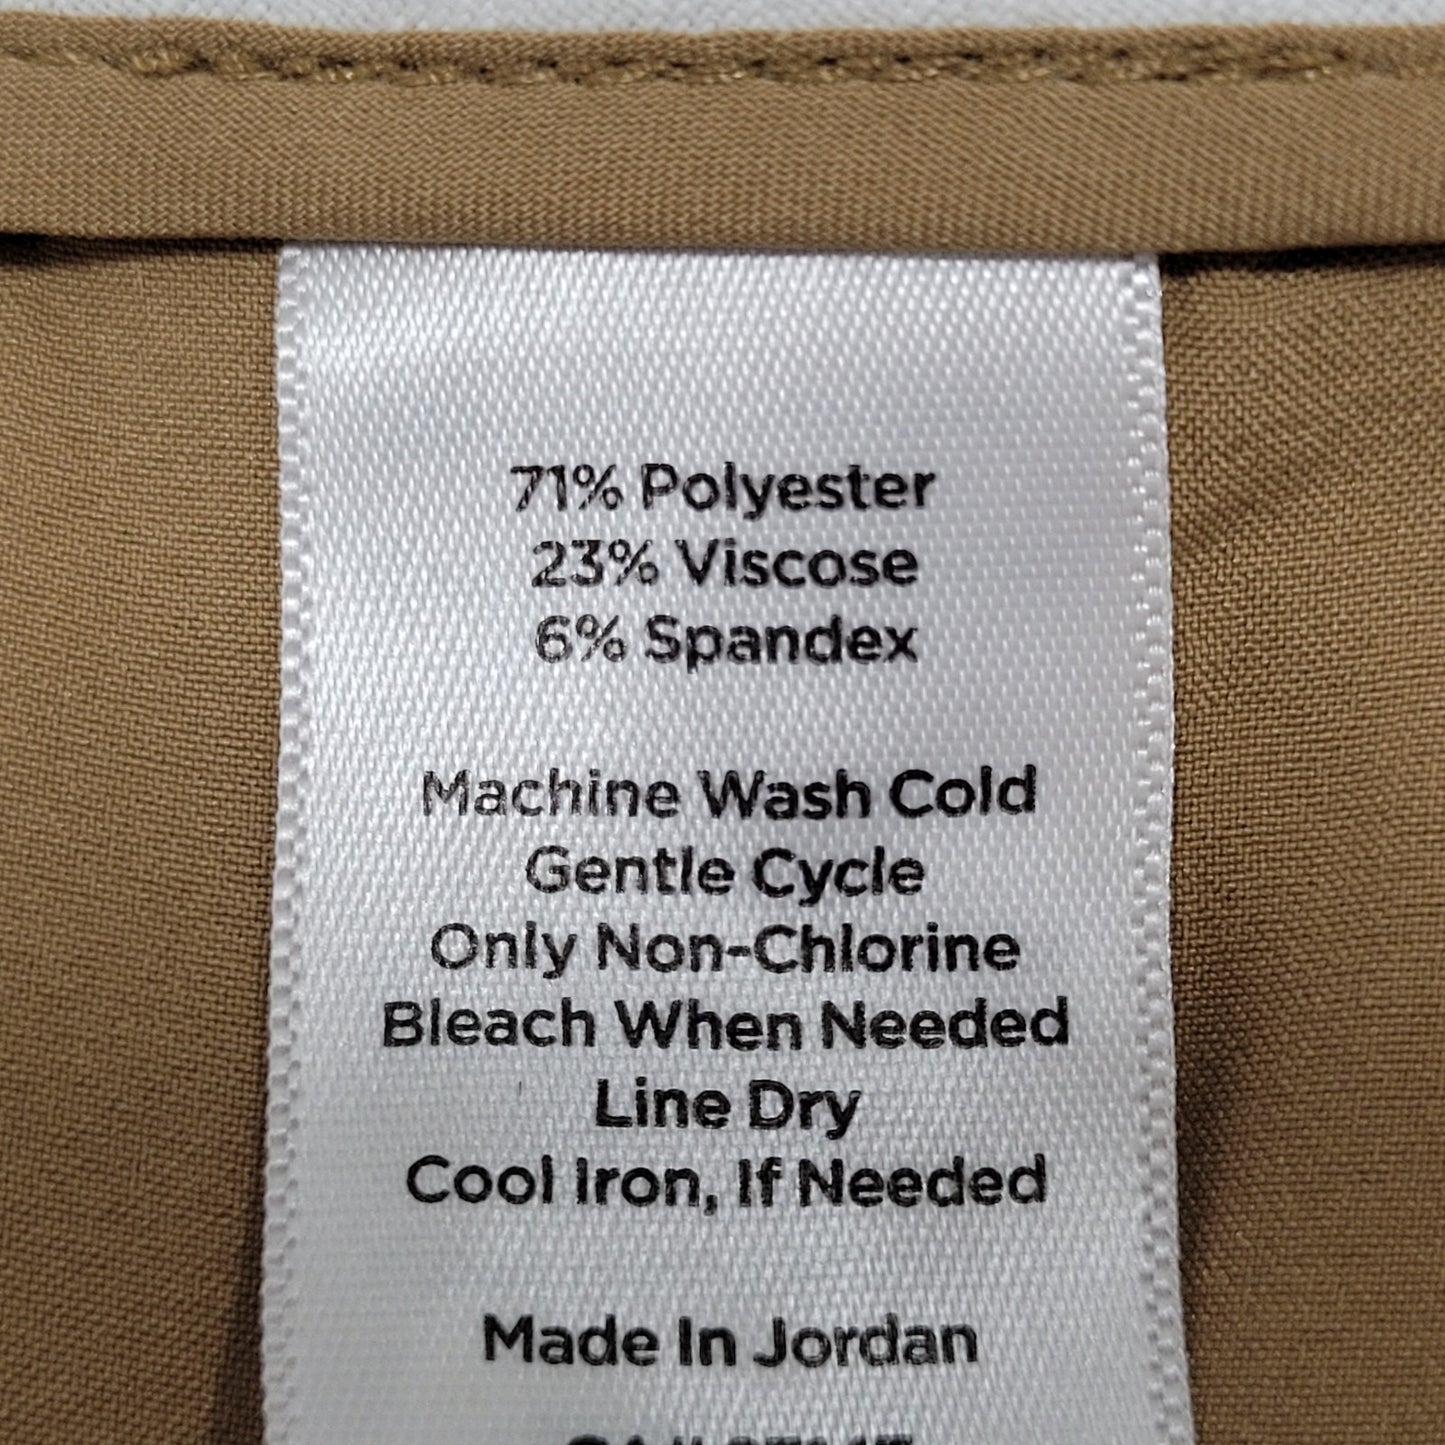 71% Polyester
23% Viscose
6% Spandex
Machine Wash Cold
Gentle Cycle
Only Non-Chlorine
Bleach When Needed
Line Dry
Cool Iron, If Needed
Made In Jordan